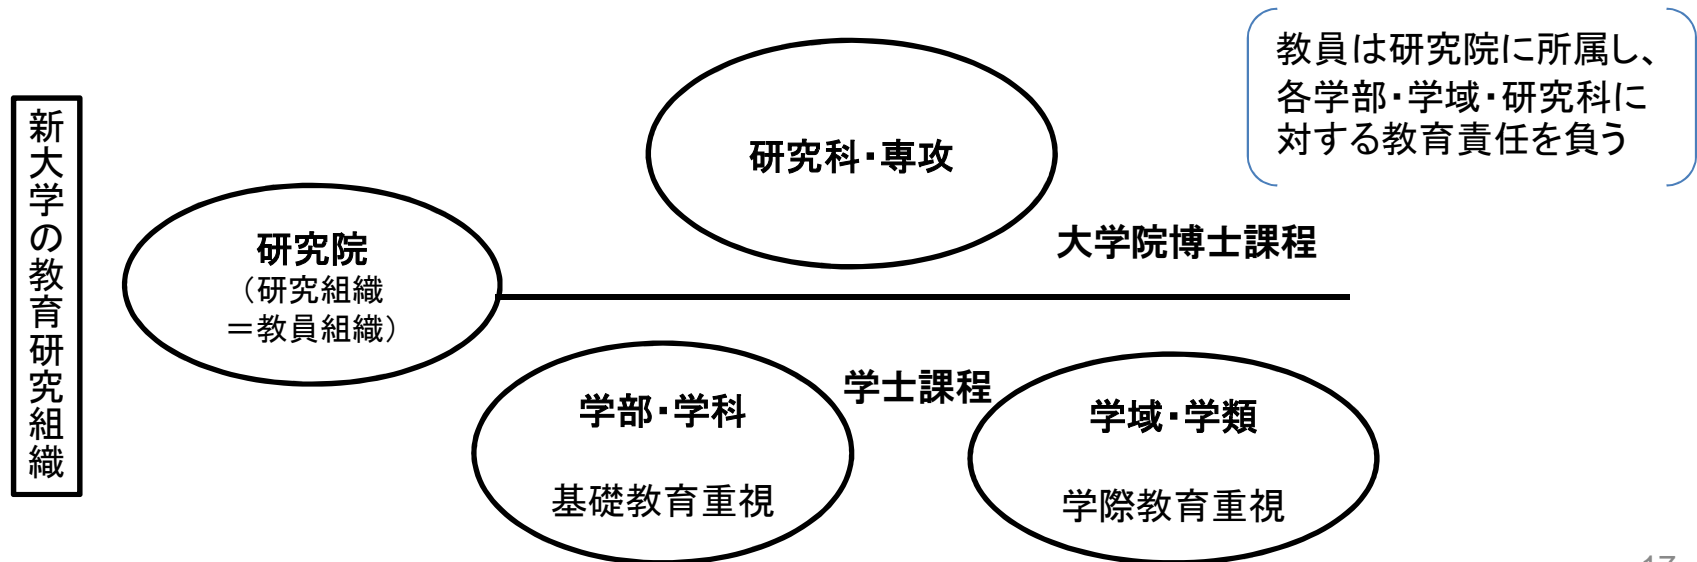 新大学の教育研究組織
教員は研究院に所属し、
各学部・学域・研究科に
対する教育責任を負う
研究科・専攻
大学院博士課程
研究院
（研究組織
＝教員組織）
学士課程
学部・学科
基礎教育重視
学域・学類
学際教育重視